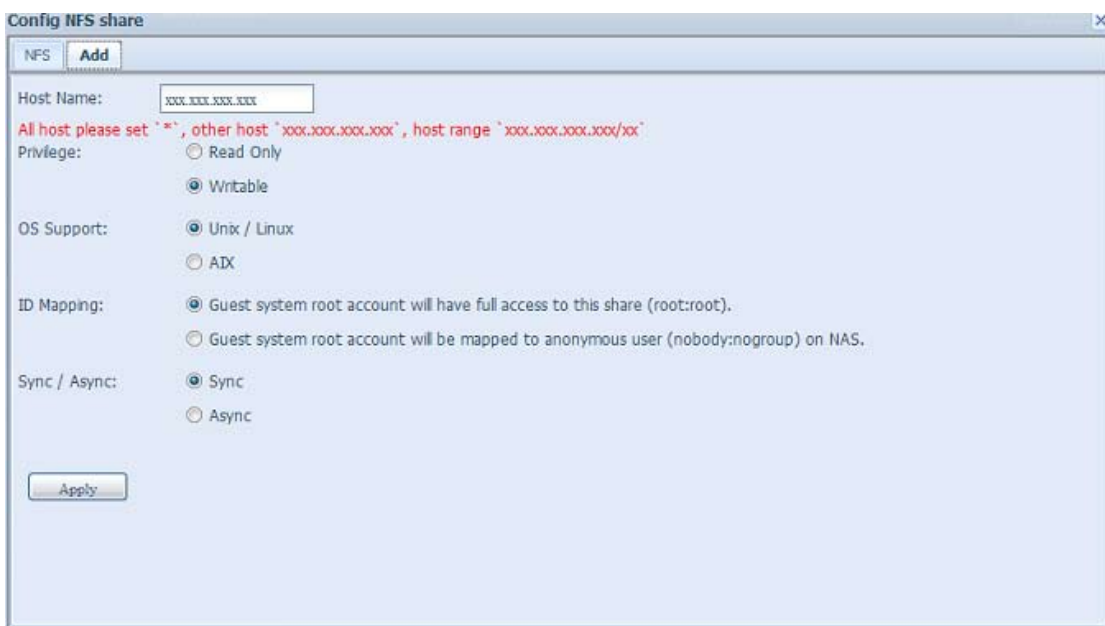 Config NFS share
NFS Add
Host Name: xxx.xxx.xxx.xxx
All host please set `*`, other host `xxx.xxx.xxx.xxx`, host range `xxx.xxx.xxx.xxx/xx`
Privilege: Read Only
Writable
OS Support: Unix / Linux
AIX
ID Mapping: Guest system root account will have full access to this share (root:root).
Guest system root account will be mapped to anonymous user (nobody:nogroup) on NAS.
Sync / Async: Sync
Async
Apply